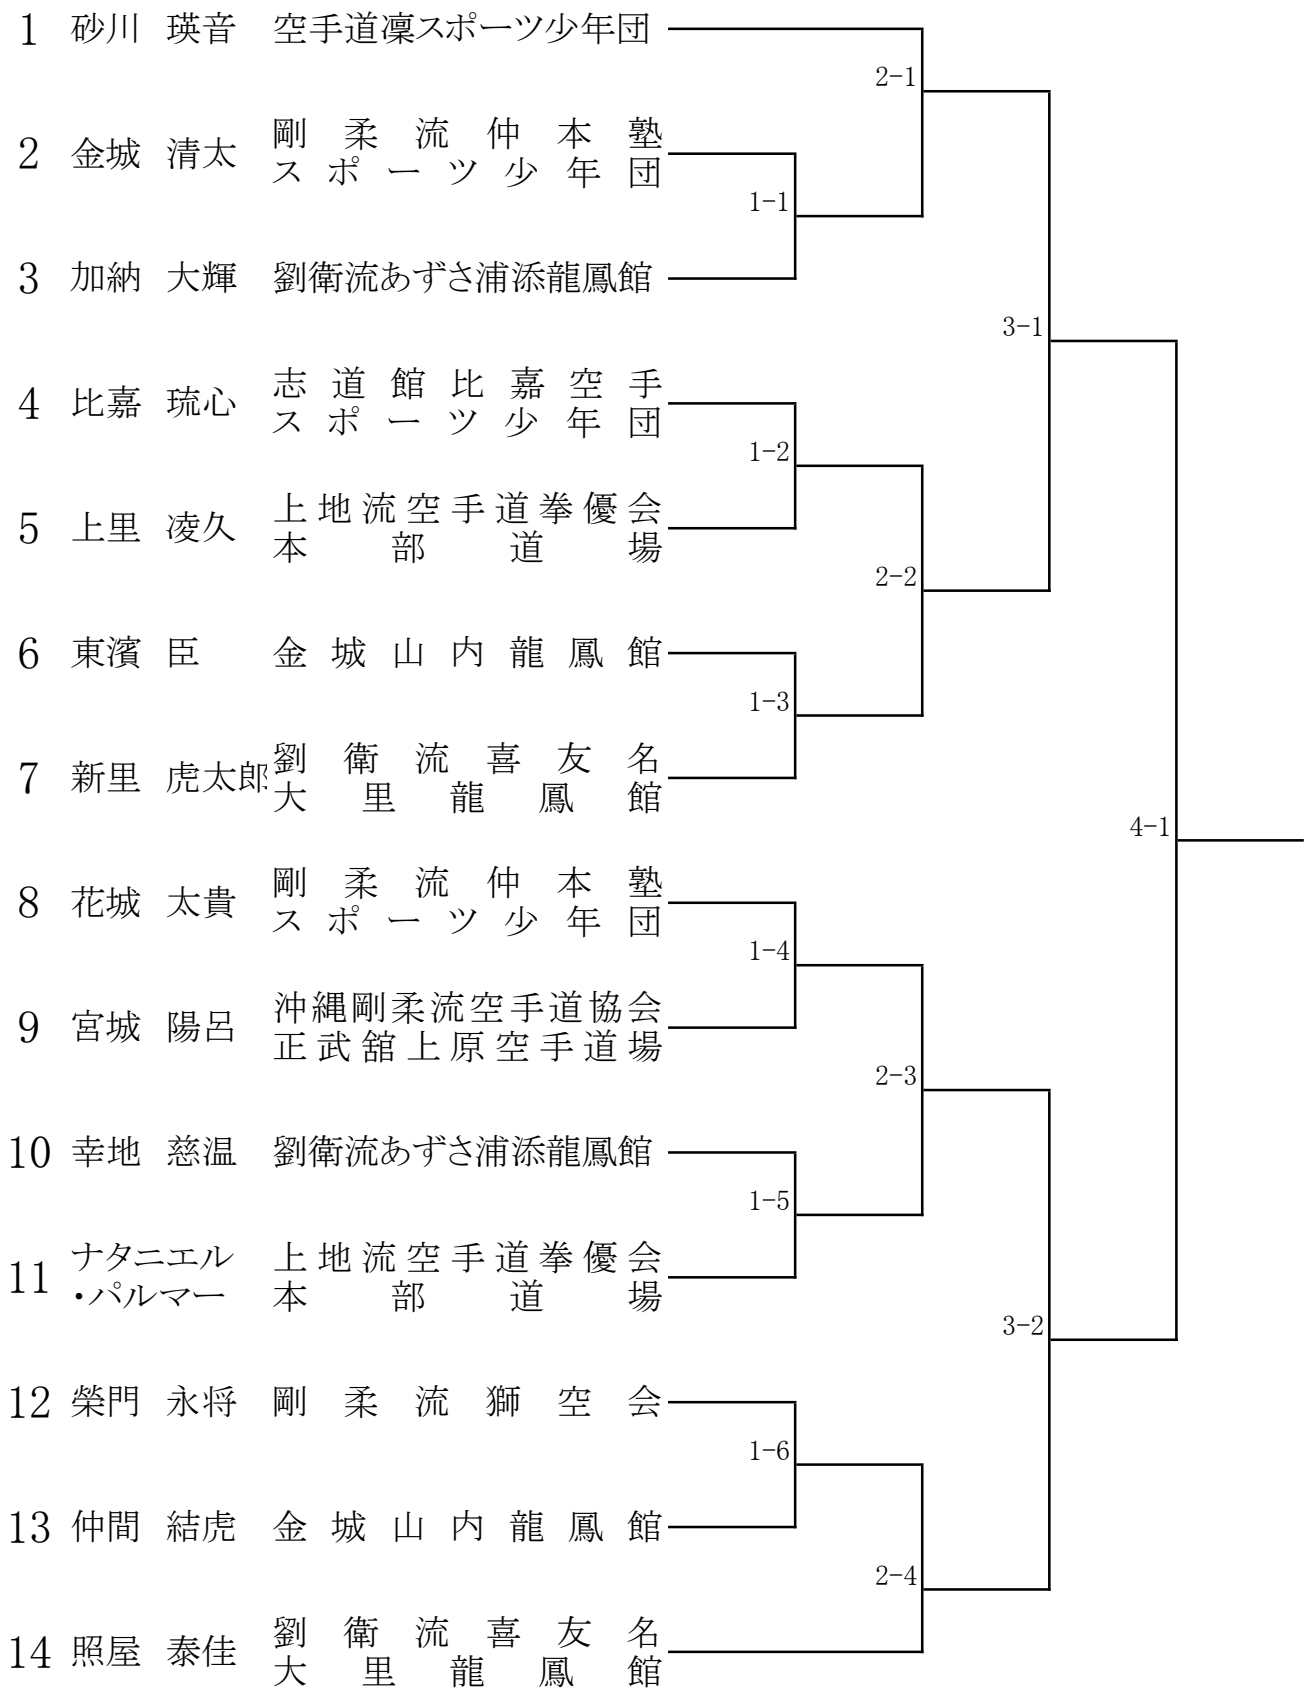 1 砂川 瑛音 空手道凜スポーツ少年団
2-1
2 金城 清太 剛柔流仲本塾
スポーツ少年団
1-1
3 加納 大輝 劉衛流あずさ浦添龍鳳館
3-1
4 比嘉 琉心 志道館比嘉空手
スポーツ少年団
1-2
5 上里 凌久 上地流空手道拳優会
本部道場
2-2
6 東濱 臣 金城山内龍鳳館
1-3
7 新里 虎太郎 劉衛流喜友名
大里龍鳳館
4-1
8 花城 太貴 剛柔流仲本塾
スポーツ少年団
1-4
9 宮城 陽呂 沖縄剛柔流空手道協会
正武舘上原空手道場
2-3
10 幸地 慈温 劉衛流あずさ浦添龍鳳館
1-5
11 ナタニエル
・パルマー 上地流空手道拳優会
本部道場
3-2
12 榮門 永将 剛柔流獅空会
1-6
13 仲間 結虎 金城山内龍鳳館
2-4
14 照屋 泰佳 劉衛流喜友名
大里龍鳳館